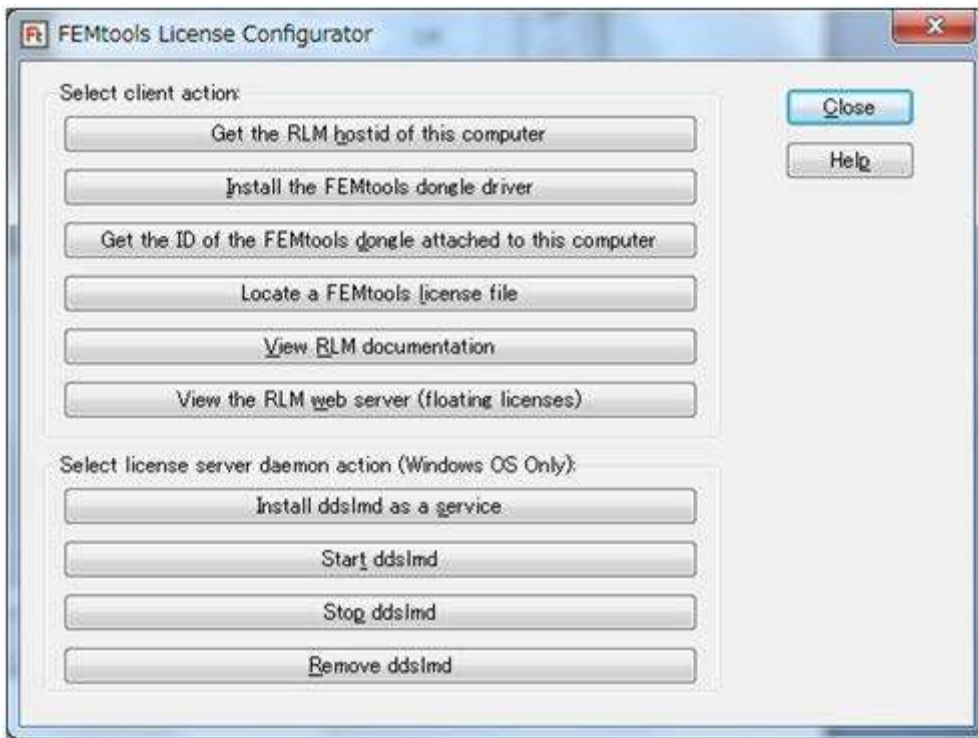 Ft FEMtools License Configurator
Select client action:
Get the RLM hostid of this computer
Install the FEMtools dongle driver
Get the ID of the FEMtools dongle attached to this computer
Locate a FEMtools license file
View RLM documentation
View the RLM web server (floating licenses)
Close
Help
Select license server daemon action (Windows OS Only):
Install ddslmd as a service
Start ddslmd
Stop ddslmd
Remove ddslmd